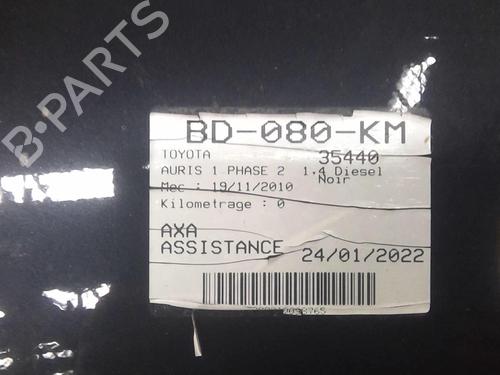 B-PARTS
BD-080-KM
TOYOTA 35440
AURIS 1 PHASE 2 1.4 Diesel
Mec : 19/11/2010 Noir
Kilometrage : 0
AXA
ASSISTANCE 24/01/2022